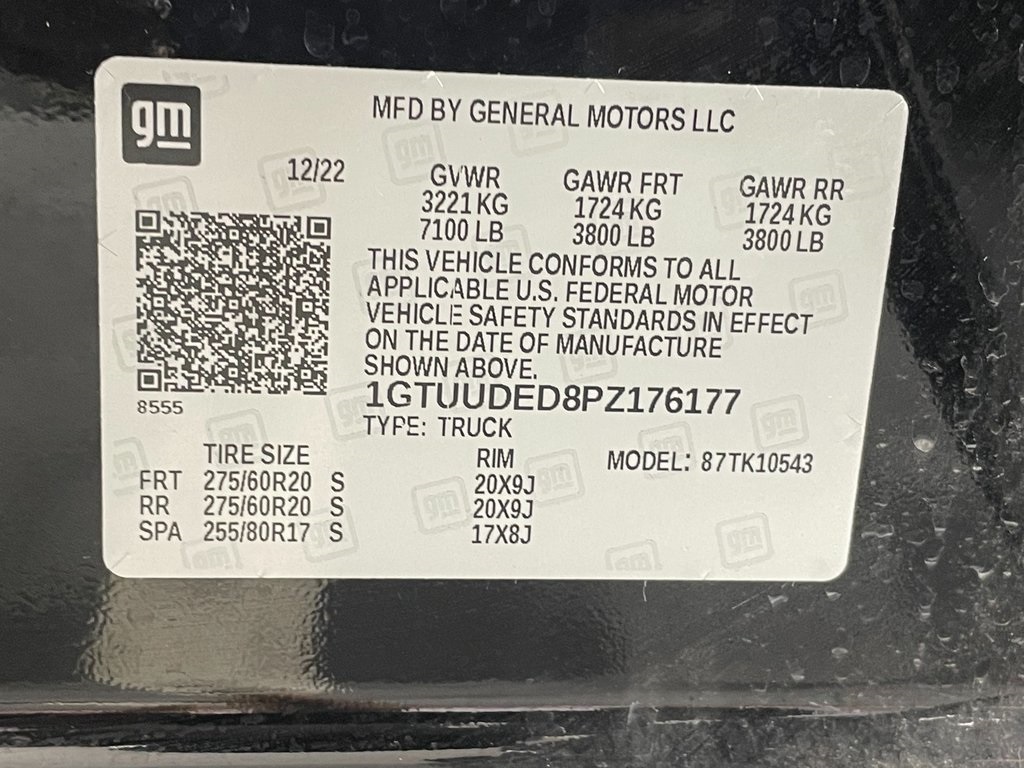 gm
MFD BY GENERAL MOTORS LLC
12/22
GVWR GAWR FRT GAWR RR
3221 KG 1724 KG 1724 KG
7100 LB 3800 LB 3800 LB
THIS VEHICLE CONFORMS TO ALL
APPLICABLE U.S. FEDERAL MOTOR
VEHICLE SAFETY STANDARDS IN EFFECT
ON THE DATE OF MANUFACTURE
SHOWN ABOVE.
1GTUUDED8PZ176177
8555
TYPE: TRUCK
TIRE SIZE RIM MODEL: 87TK10543
FRT 275/60R20 S 20X9J
RR 275/60R20 S 20X9J
SPA 255/80R17 S 17X8J